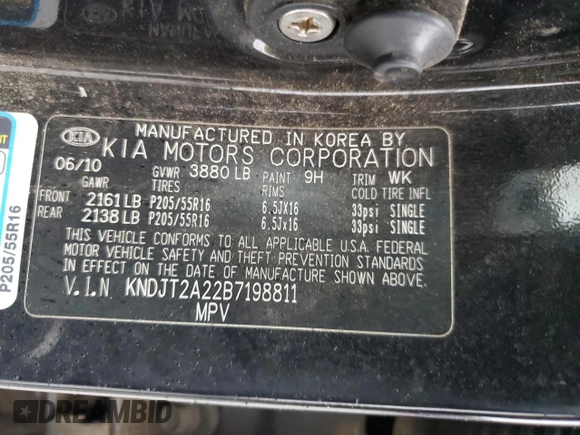 KIA
MANUFACTURED IN KOREA BY
KIA MOTORS CORPORATION
06/10 GVWR 3880 LB PAINT 9H TRIM WK
GAWR TIRES RIMS COLD TIRE INFL
FRONT 2161 LB P205/55R16 6.5JX16 33psi SINGLE
REAR 2138 LB P205/55R16 6.5Jx16 33psi SINGLE
THIS VEHICLE CONFORMS TO ALL APPLICABLE U.S.A. FEDERAL
MOTOR VEHICLE SAFETY AND THEFT PREVENTION STANDARDS
IN EFFECT ON THE DATE OF MANUFACTURE SHOWN ABOVE.
V.I.N KNDJT2A22B7198811
MPV
P205/55R16
DREAMBID